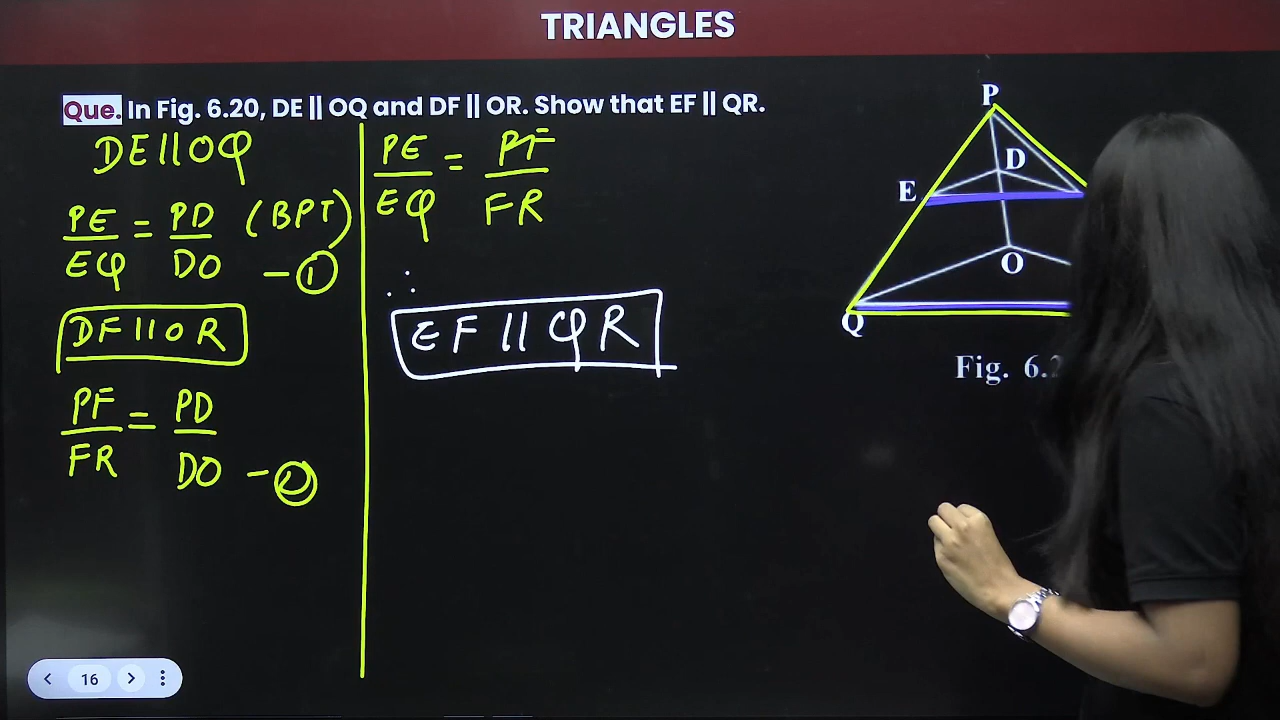 TRIANGLES
Que. In Fig. 6.20, DE || OQ and DF || OR. Show that EF || QR.
DE || OQ
PE/EQ = PD/DO (BPT) - ①
DF || OR
PF/FR = PD/DO - ②
PE/EQ = PF/FR
∴
EF || QR
P
D
E
O
Q
Fig. 6.2
16